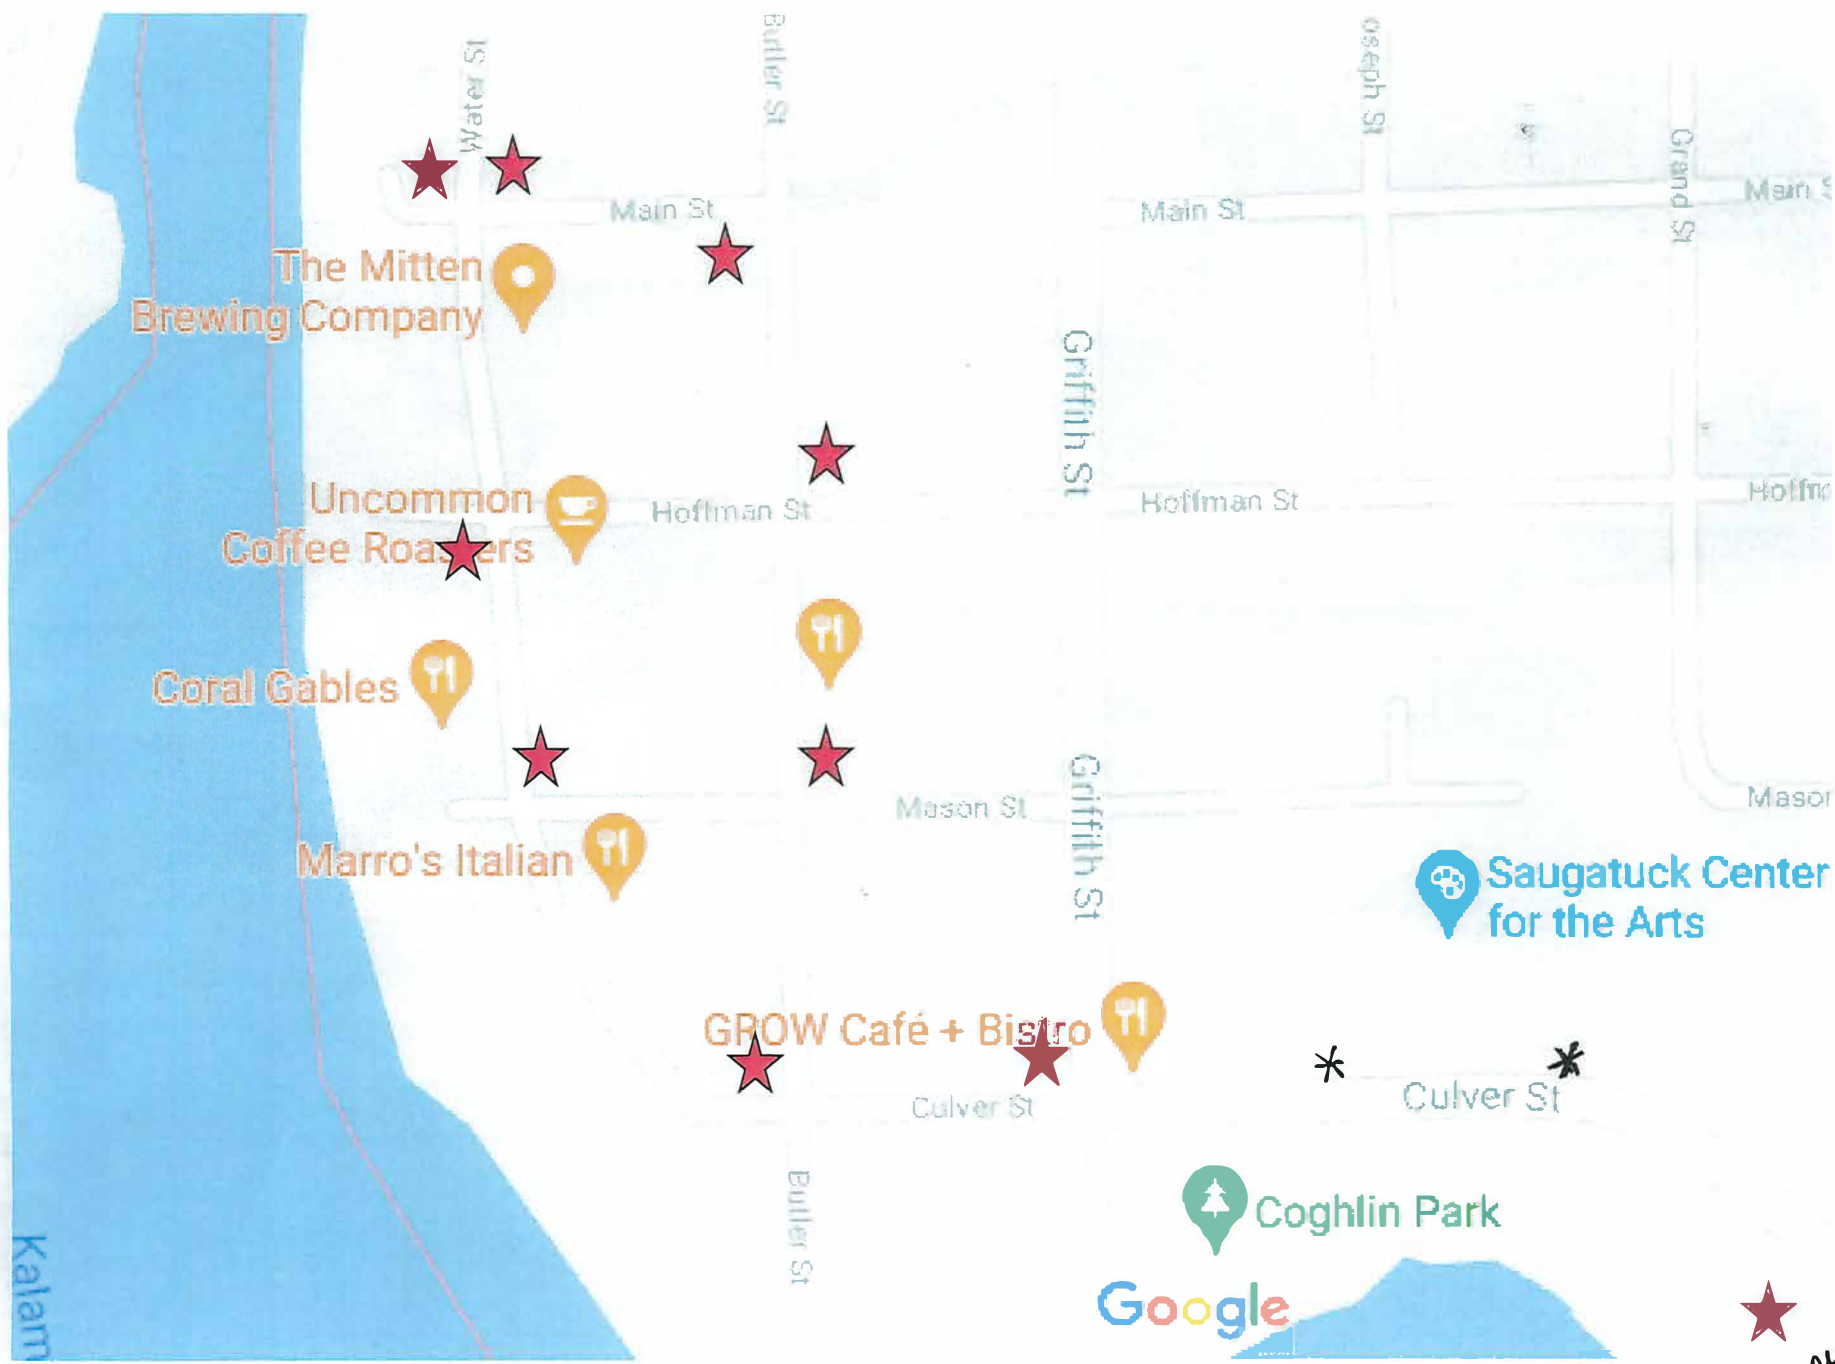 Water St
Butler St
oseph St
Grand St
Main St
Main St
Main S
The Mitten
Brewing Company
Griffith St
Uncommon
Coffee Roasters
Hoffman St
Hoffman St
Coral Gables
Mason St
Griffith St
Mason
Marro's Italian
Saugatuck Center
for the Arts
GROW Café + Bistro
Culver St
Culver St
Butler St
Coghlin Park
Google
Kalam